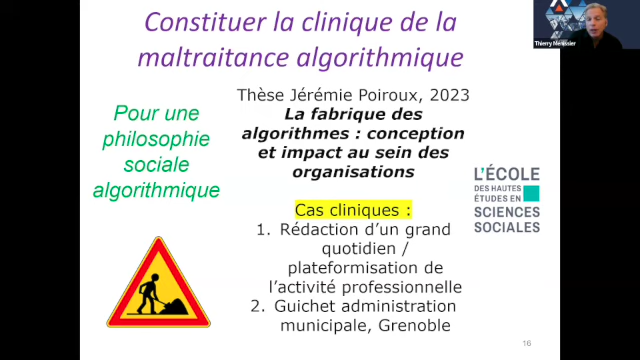 Constituer la clinique de la
maltraitance algorithmique
Pour une
philosophie
sociale
algorithmique
Thèse Jérémie Poiroux, 2023
La fabrique des
algorithmes : conception
et impact au sein des
organisations
Cas cliniques :
1. Rédaction d'un grand
quotidien /
plateformisation de
l'activité professionnelle
2. Guichet administration
municipale, Grenoble
L'ÉCOLE
DES HAUTES
ÉTUDES EN
SCIENCES
SOCIALES
16
Thierry Ménissier